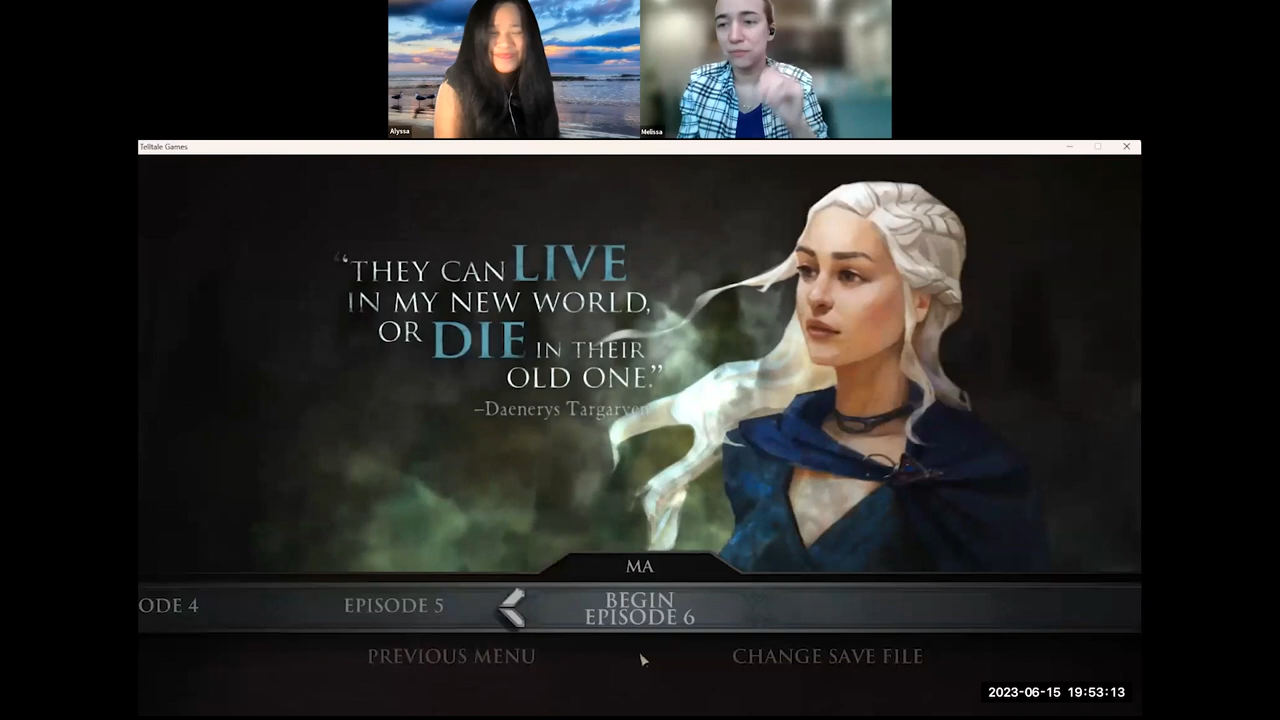 Alyssa
Melissa
Telltale Games
“THEY CAN LIVE
IN MY NEW WORLD,
OR DIE IN THEIR
OLD ONE.”
–Daenerys Targaryen
MA
ODE 4
EPISODE 5
BEGIN
EPISODE 6
PREVIOUS MENU
CHANGE SAVE FILE
2023-06-15 19:53:13